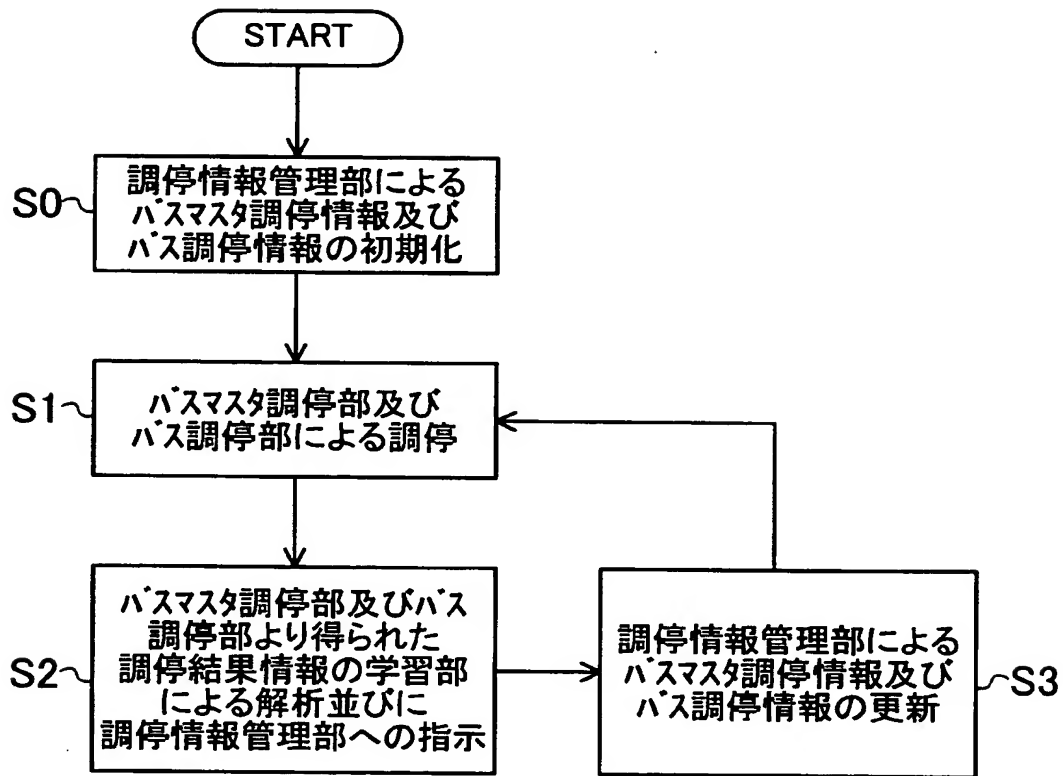 START
S0
調停情報管理部による
バスマスタ調停情報及び
バス調停情報の初期化
S1
バスマスタ調停部及び
バス調停部による調停
S2
バスマスタ調停部及びバス
調停部より得られた
調停結果情報の学習部
による解析並びに
調停情報管理部への指示
調停情報管理部による
バスマスタ調停情報及び
バス調停情報の更新
S3